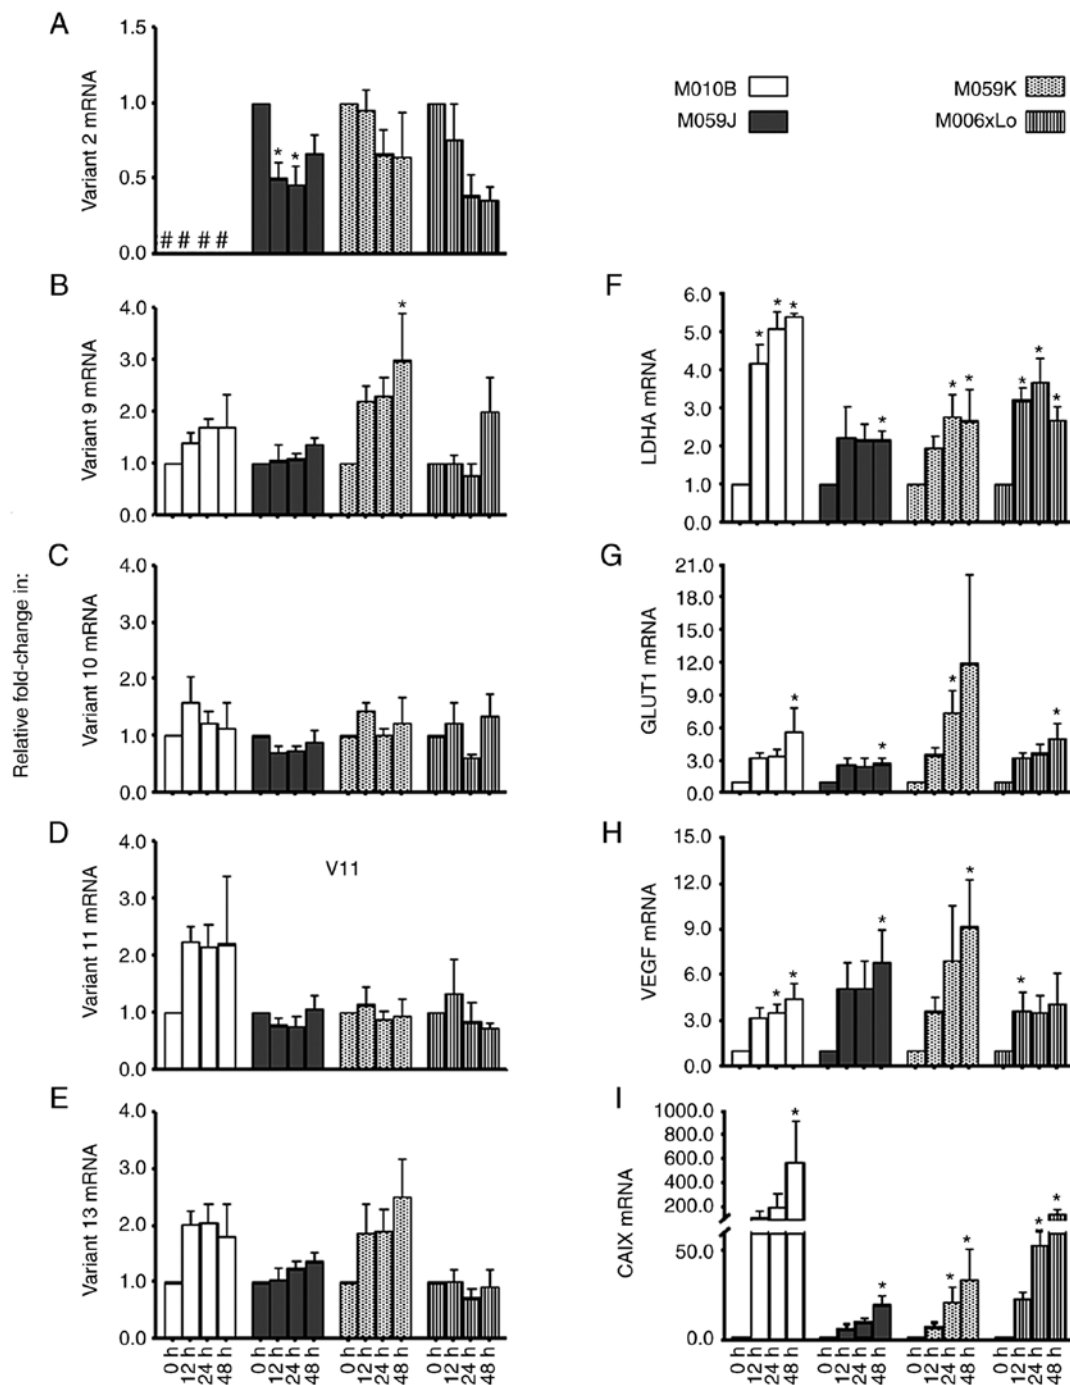 A
Variant 2 mRNA
1.5
1.0
0.5
0.0
# # # #
* *
M010B
M059J
M059K
M006xLo
Relative fold-change in:
B
Variant 9 mRNA
4.0
3.0
2.0
1.0
0.0
*
C
Variant 10 mRNA
4.0
3.0
2.0
1.0
0.0
D
Variant 11 mRNA
4.0
3.0
2.0
1.0
0.0
V11
E
Variant 13 mRNA
4.0
3.0
2.0
1.0
0.0
0 h
12 h
24 h
48 h
0 h
12 h
24 h
48 h
0 h
12 h
24 h
48 h
0 h
12 h
24 h
48 h
F
LDHA mRNA
6.0
5.0
4.0
3.0
2.0
1.0
0.0
* * * * * * * * *
G
GLUT1 mRNA
21.0
18.0
15.0
12.0
9.0
6.0
3.0
0.0
* * * *
H
VEGF mRNA
15.0
12.0
9.0
6.0
3.0
0.0
* * * * *
I
CAIX mRNA
1000.0
800.0
600.0
400.0
200.0
50.0
0.0
* * * * * *
0 h
12 h
24 h
48 h
0 h
12 h
24 h
48 h
0 h
12 h
24 h
48 h
0 h
12 h
24 h
48 h